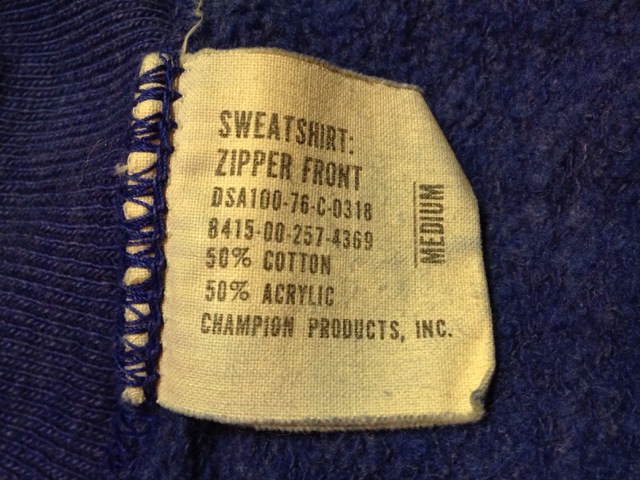 SWEATSHIRT:
ZIPPER FRONT
DSA100-76-C-0318
8415-00-257-4369
50% COTTON
50% ACRYLIC
CHAMPION PRODUCTS, INC.
MEDIUM